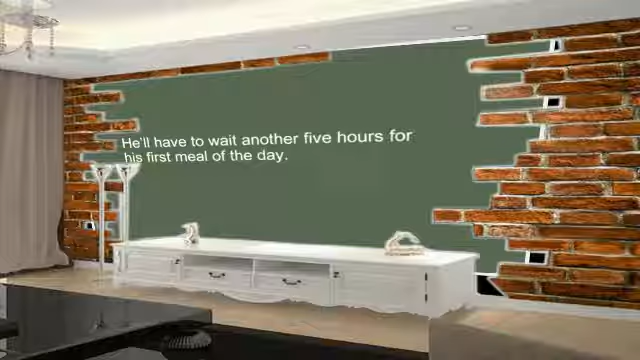 He'll have to wait another five hours for
his first meal of the day.